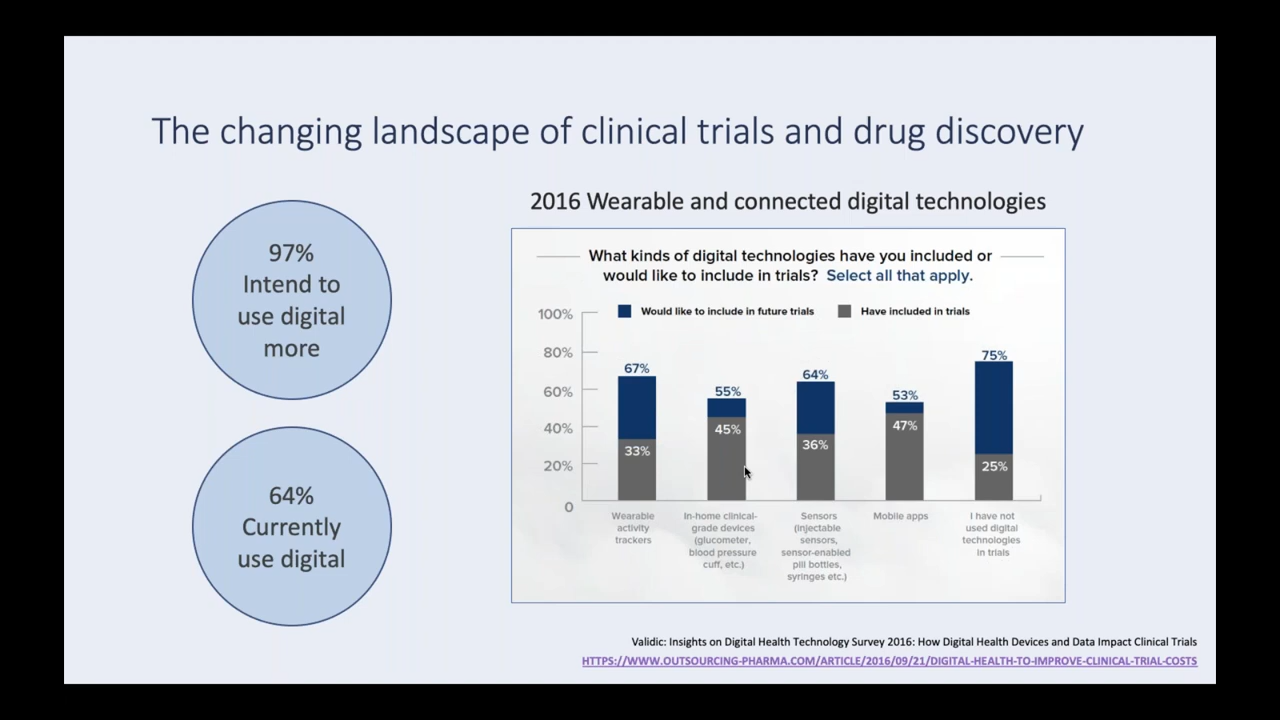 The changing landscape of clinical trials and drug discovery
97%
Intend to
use digital
more
64%
Currently
use digital
2016 Wearable and connected digital technologies
What kinds of digital technologies have you included or
would like to include in trials? Select all that apply.
Would like to include in future trials
Have included in trials
100%
80%
60%
40%
20%
0
67%
33%
55%
45%
64%
36%
53%
47%
75%
25%
Wearable
activity
trackers
In-home clinical-
grade devices
(glucometer,
blood pressure
cuff, etc.)
Sensors
(injectable
sensors,
sensor-enabled
pill bottles,
syringes etc.)
Mobile apps
I have not
used digital
technologies
in trials
Validic: Insights on Digital Health Technology Survey 2016: How Digital Health Devices and Data Impact Clinical Trials
HTTPS://WWW.OUTSOURCING-PHARMA.COM/ARTICLE/2016/09/21/DIGITAL-HEALTH-TO-IMPROVE-CLINICAL-TRIAL-COSTS